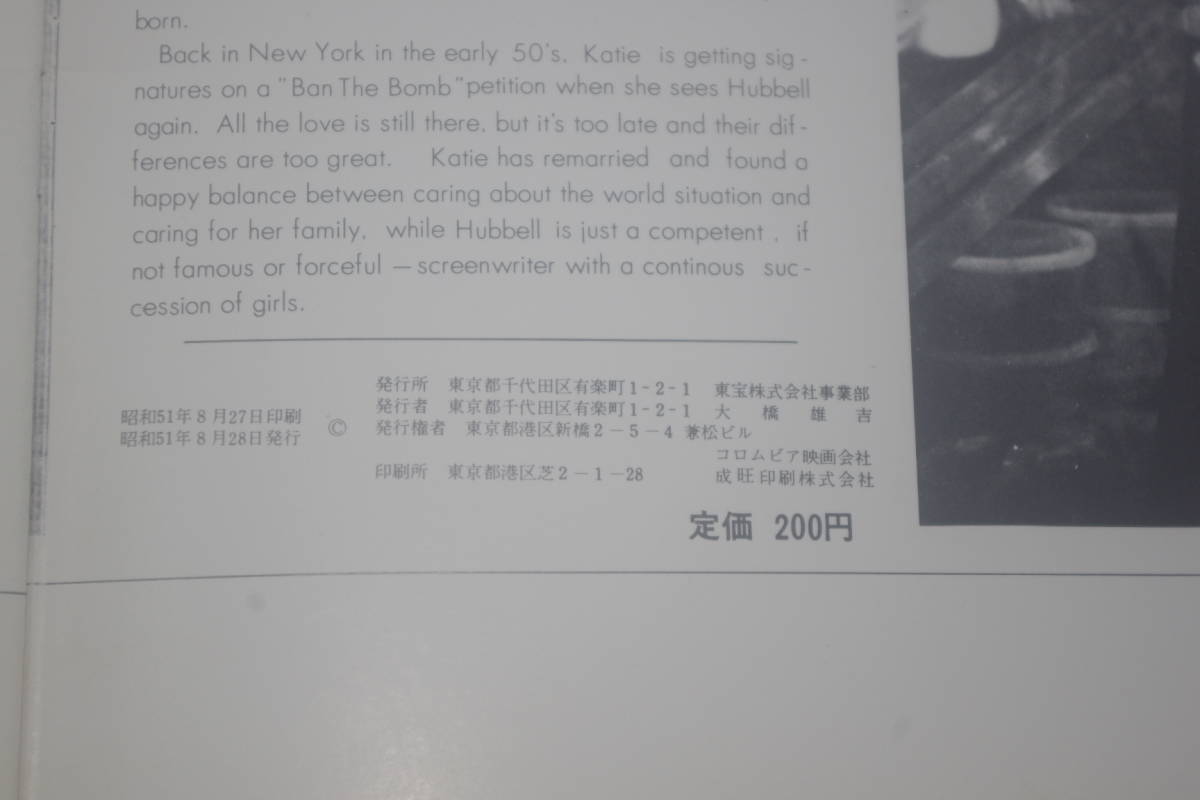 born.
Back in New York in the early 50's, Katie is getting sig-
natures on a "Ban The Bomb" petition when she sees Hubbell
again. All the love is still there, but it's too late and their dif-
ferences are too great. Katie has remarried and found a
happy balance between caring about the world situation and
caring for her family, while Hubbell is just a competent , if
not famous or forceful — screenwriter with a continous suc-
cession of girls.
昭和51年8月27日印刷
昭和51年8月28日発行
©
発行所 東京都千代田区有楽町1-2-1 東宝株式会社事業部
発行者 東京都千代田区有楽町1-2-1 大橋雄吉
発行権者 東京都港区新橋2-5-4 兼松ビル
コロムビア映画会社
印刷所 東京都港区芝2-1-28 成旺印刷株式会社
定価 200円